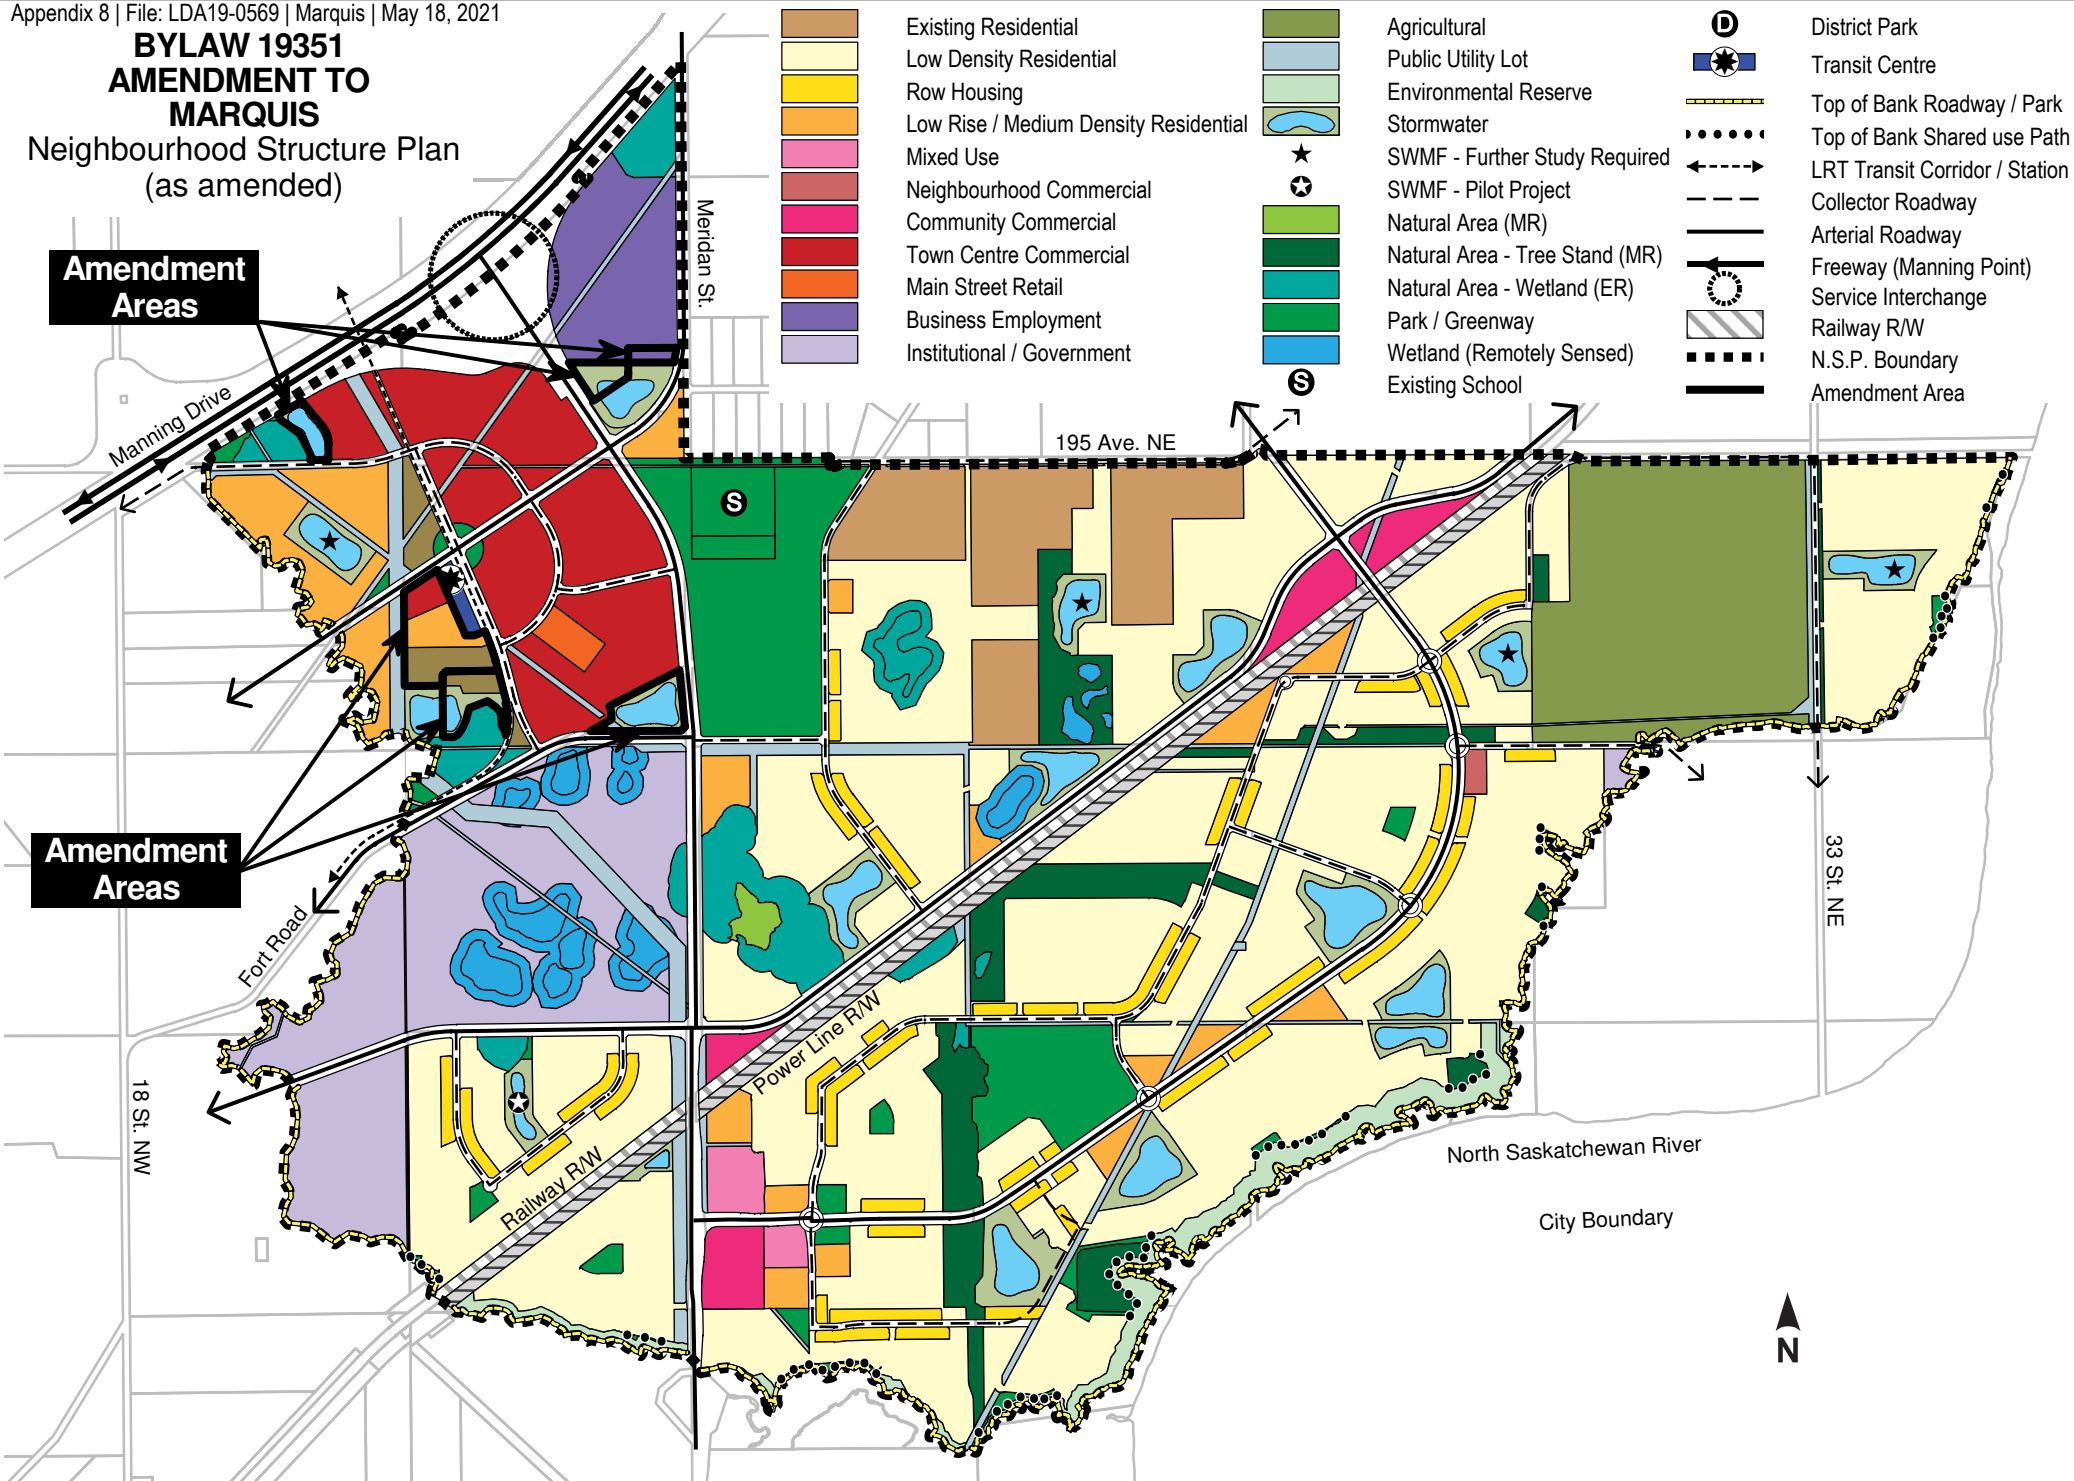 Appendix 8 | File: LDA19-0569 | Marquis | May 18, 2021
BYLAW 19351
AMENDMENT TO
MARQUIS
Neighbourhood Structure Plan
(as amended)
Existing Residential
Low Density Residential
Row Housing
Low Rise / Medium Density Residential
Mixed Use
Neighbourhood Commercial
Community Commercial
Town Centre Commercial
Main Street Retail
Business Employment
Institutional / Government
Agricultural
Public Utility Lot
Environmental Reserve
Stormwater
SWMF - Further Study Required
SWMF - Pilot Project
Natural Area (MR)
Natural Area - Tree Stand (MR)
Natural Area - Wetland (ER)
Park / Greenway
Wetland (Remotely Sensed)
S
Existing School
D
District Park
Transit Centre
Top of Bank Roadway / Park
Top of Bank Shared use Path
LRT Transit Corridor / Station
Collector Roadway
Arterial Roadway
Freeway (Manning Point)
Service Interchange
Railway R/W
N.S.P. Boundary
Amendment Area
Amendment
Areas
Meridan St.
Manning Drive
195 Ave. NE
S
Amendment
Areas
Fort Road
33 St. NE
Power Line R/W
18 St. NW
Railway R/W
North Saskatchewan River
City Boundary
N